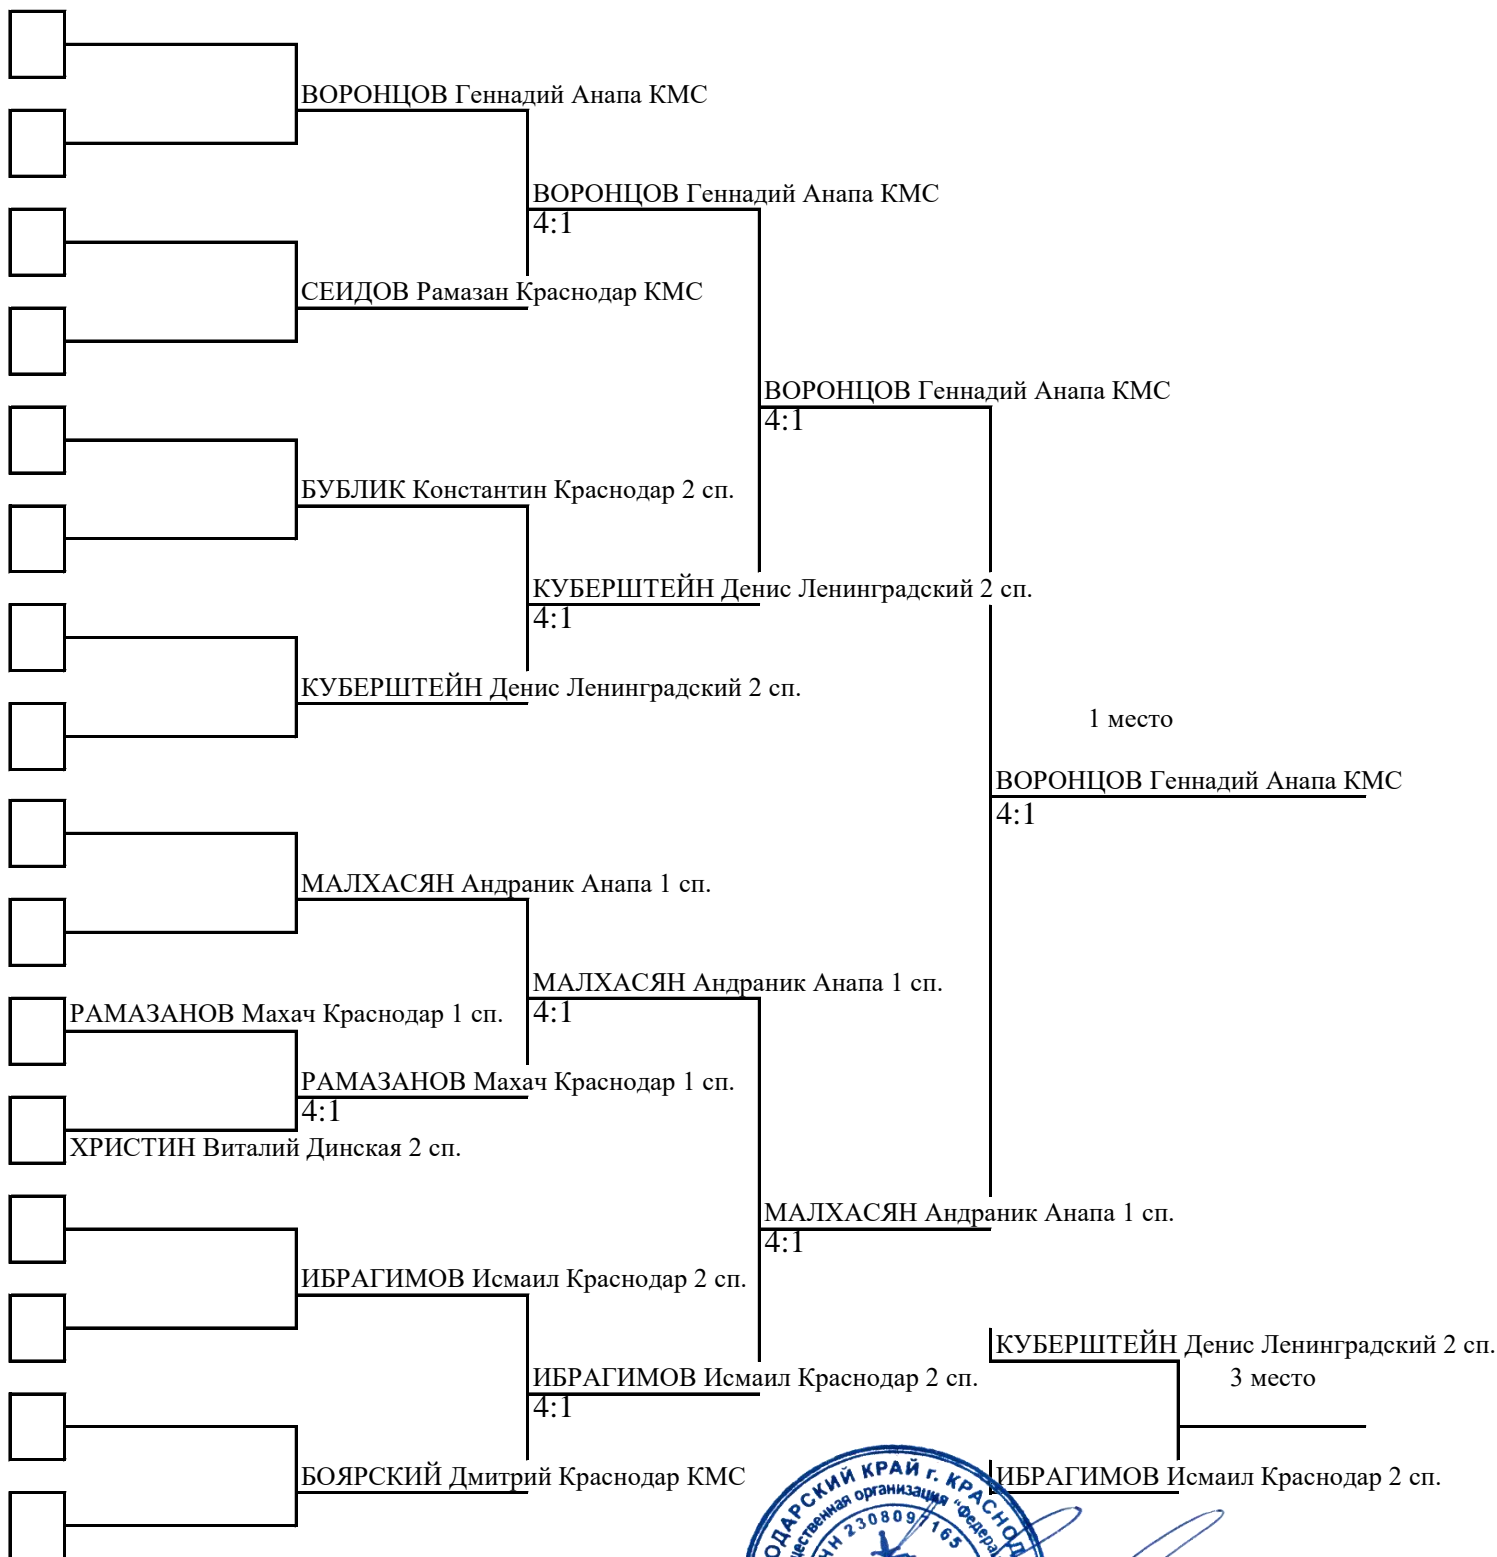 ВОРОНЦОВ Геннадий Анапа КМС
ВОРОНЦОВ Геннадий Анапа КМС
4:1
СЕИДОВ Рамазан Краснодар КМС
ВОРОНЦОВ Геннадий Анапа КМС
4:1
БУБЛИК Константин Краснодар 2 сп.
КУБЕРШТЕЙН Денис Ленинградский 2 сп.
4:1
КУБЕРШТЕЙН Денис Ленинградский 2 сп.
1 место
ВОРОНЦОВ Геннадий Анапа КМС
4:1
МАЛХАСЯН Андраник Анапа 1 сп.
МАЛХАСЯН Андраник Анапа 1 сп.
4:1
РАМАЗАНОВ Махач Краснодар 1 сп.
РАМАЗАНОВ Махач Краснодар 1 сп.
4:1
ХРИСТИН Виталий Динская 2 сп.
МАЛХАСЯН Андраник Анапа 1 сп.
4:1
ИБРАГИМОВ Исмаил Краснодар 2 сп.
КУБЕРШТЕЙН Денис Ленинградский 2 сп.
3 место
ИБРАГИМОВ Исмаил Краснодар 2 сп.
4:1
БОЯРСКИЙ Дмитрий Краснодар КМС
ИБРАГИМОВ Исмаил Краснодар 2 сп.
КРАЙ г.
организация
2308097165